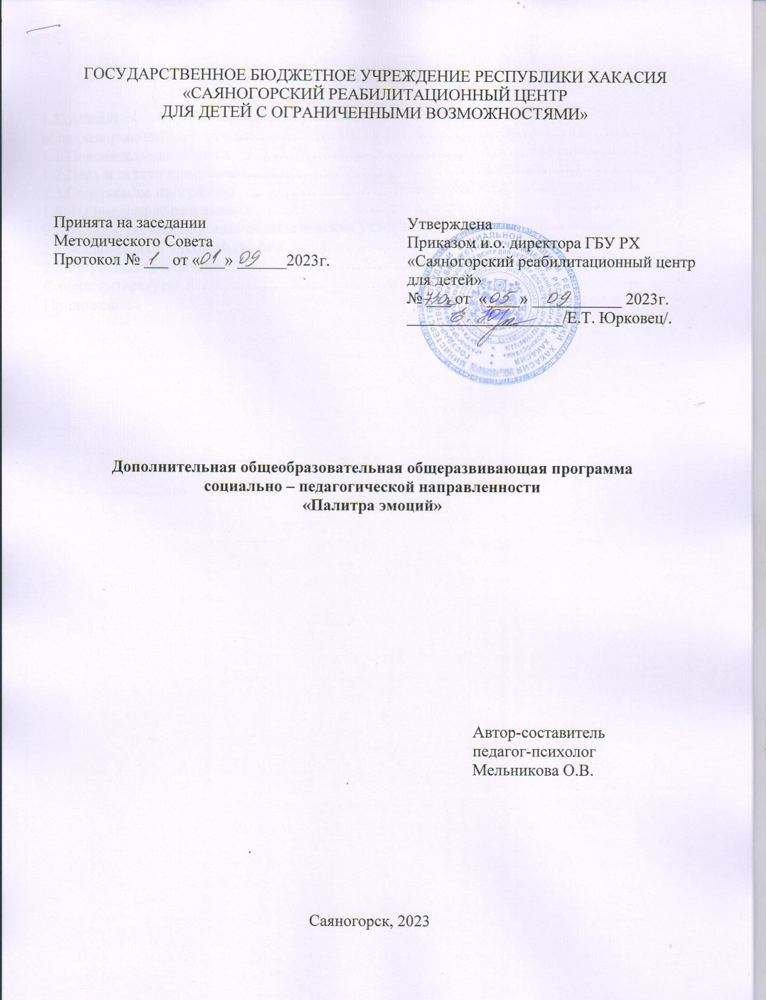 ГОСУДАРСТВЕННОЕ БЮДЖЕТНОЕ УЧРЕЖДЕНИЕ РЕСПУБЛИКИ ХАКАСИЯ
«САЯНОГОРСКИЙ РЕАБИЛИТАЦИОННЫЙ ЦЕНТР
ДЛЯ ДЕТЕЙ С ОГРАНИЧЕННЫМИ ВОЗМОЖНОСТЯМИ»
Принята на заседании
Методического Совета
Протокол № 1 от «01» 09 2023г.
Утверждена
Приказом и.о. директора ГБУ РХ
«Саяногорский реабилитационный центр
для детей»
№ от «05» 09 2023г.
/Е.Т. Юрковец/.
Дополнительная общеобразовательная общеразвивающая программа
социально – педагогической направленности
«Палитра эмоций»
Автор-составитель
педагог-психолог
Мельникова О.В.
Саяногорск, 2023